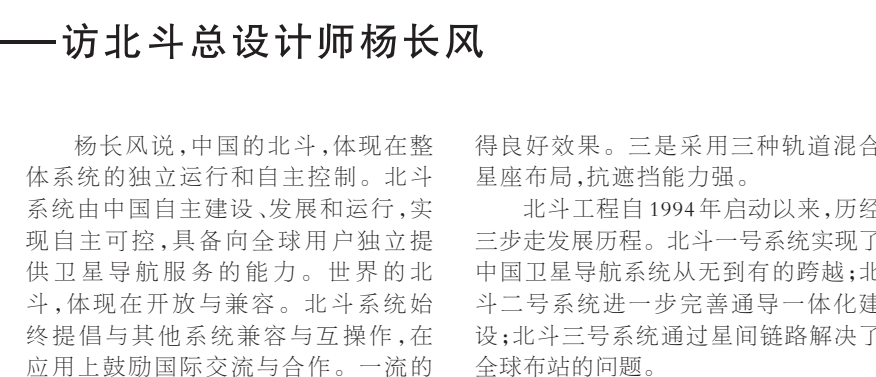 ——访北斗总设计师杨长风
杨长风说,中国的北斗,体现在整
体系统的独立运行和自主控制。北斗
系统由中国自主建设、发展和运行,实
现自主可控,具备向全球用户独立提
供卫星导航服务的能力。世界的北
斗,体现在开放与兼容。北斗系统始
终提倡与其他系统兼容与互操作,在
应用上鼓励国际交流与合作。一流的
得良好效果。三是采用三种轨道混合
星座布局,抗遮挡能力强。
北斗工程自1994年启动以来,历经
三步走发展历程。北斗一号系统实现了
中国卫星导航系统从无到有的跨越;北
斗二号系统进一步完善通导一体化建
设;北斗三号系统通过星间链路解决了
全球布站的问题。